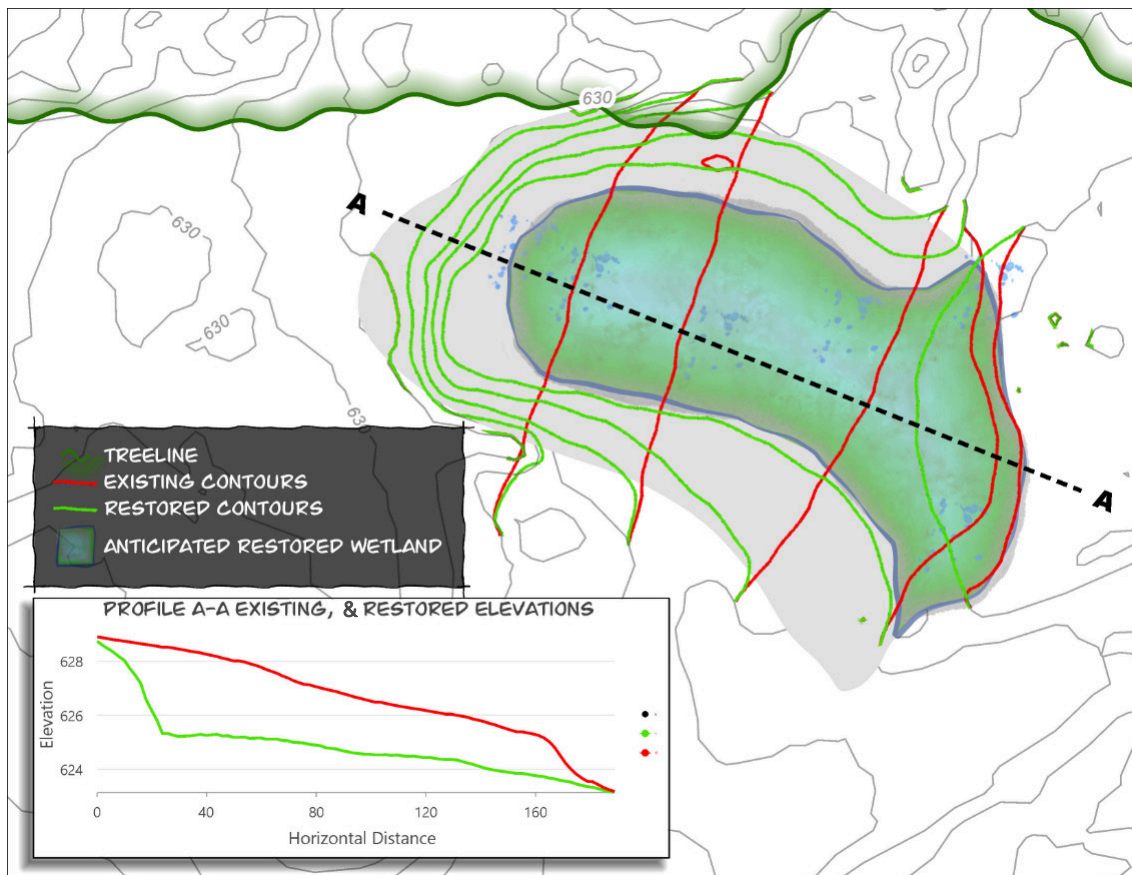 630
A
630
630
630
A
TREELINE
EXISTING CONTOURS
RESTORED CONTOURS
ANTICIPATED RESTORED WETLAND
PROFILE A-A EXISTING, & RESTORED ELEVATIONS
628
626
624
Elevation
0 40 80 120 160
Horizontal Distance